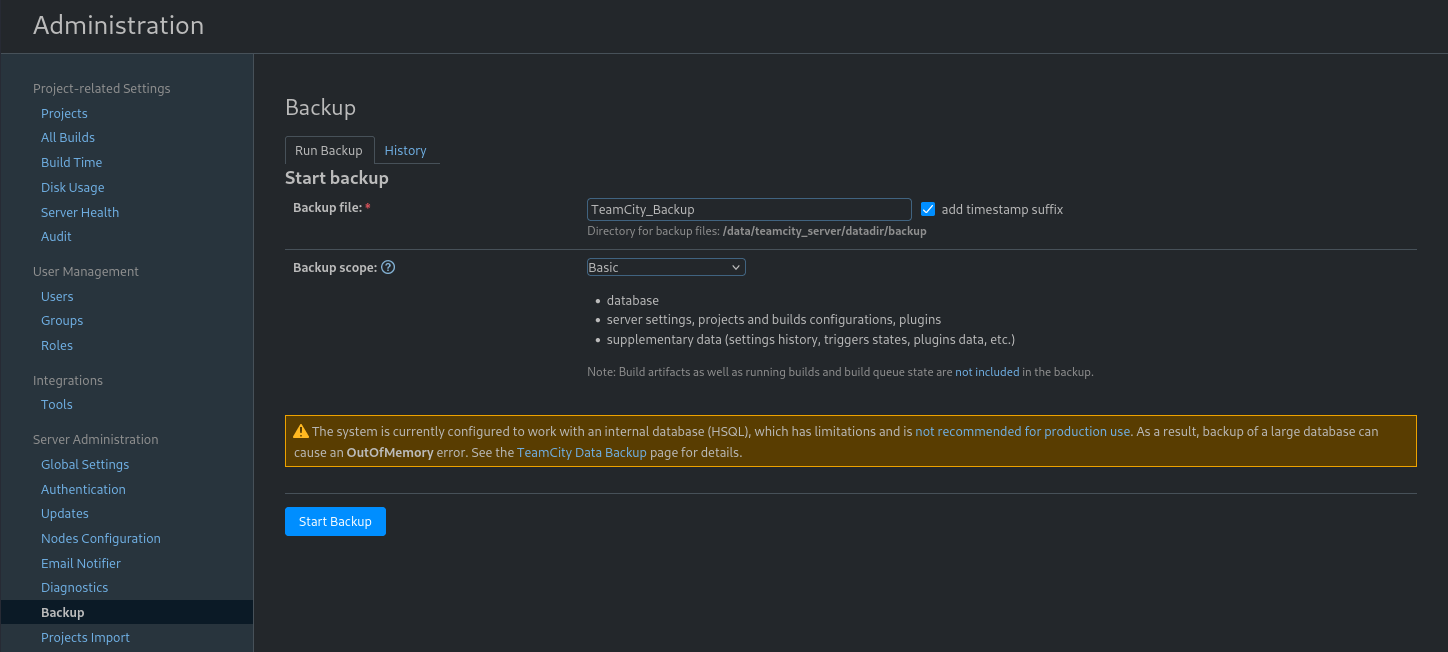 Administration
Project-related Settings
Projects
All Builds
Build Time
Disk Usage
Server Health
Audit
User Management
Users
Groups
Roles
Integrations
Tools
Server Administration
Global Settings
Authentication
Updates
Nodes Configuration
Email Notifier
Diagnostics
Backup
Projects Import
Backup
Run Backup History
Start backup
Backup file: * TeamCity_Backup add timestamp suffix
Directory for backup files: /data/teamcity_server/datadir/backup
Backup scope: ? Basic
• database
• server settings, projects and builds configurations, plugins
• supplementary data (settings history, triggers states, plugins data, etc.)
Note: Build artifacts as well as running builds and build queue state are not included in the backup.
The system is currently configured to work with an internal database (HSQL), which has limitations and is not recommended for production use. As a result, backup of a large database can
cause an OutOfMemory error. See the TeamCity Data Backup page for details.
Start Backup